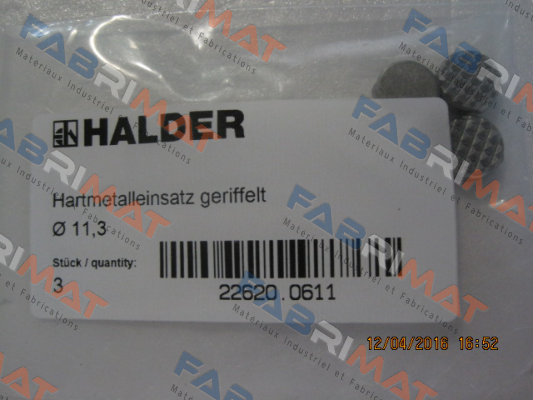 HALDER
Hartmetalleinsatz geriffelt
Ø 11,3
Stück / quantity:
3
22620.0611
12/04/2016 16:52
FABRIMAT
Materiaux Industriel et Fabrications